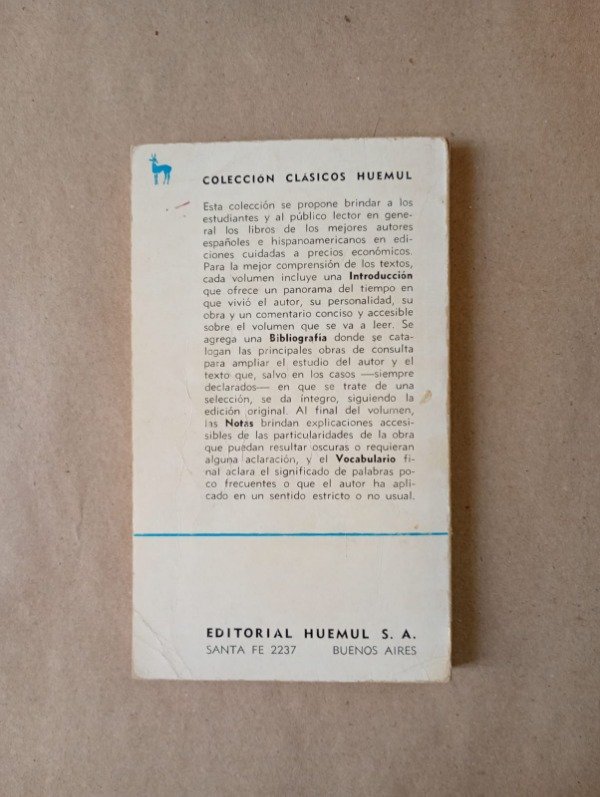 COLECCIÓN CLASICOS HUEMUL
Esta colección se propone brindar a los
estudiantes y al público lector en gene-
ral los libros de los mejores autores
españoles e hispanoamericanos en edi-
ciones cuidadas a precios económicos.
Para la mejor comprensión de los textos,
cada volumen incluye una Introducción
que ofrece un panorama del tiempo en
que vivió el autor, su personalidad, su
obra y un comentario conciso y accesible
sobre el volumen que se va a leer. Se
agrega una Bibliografía donde se cata-
logan las principales obras de consulta
para ampliar el estudio del autor y el
texto que, salvo en los casos —siempre
declarados— en que se trate de una
selección, se da íntegro, siguiendo la
edición original. Al final del volumen,
las Notas brindan explicaciones accesi-
sibles de las particularidades de la obra
que puedan resultar oscuras o requieran
alguna aclaración, y el Vocabulario fi-
nal aclara el significado de palabras po-
co frecuentes o que el autor ha apli-
cado en un sentido estricto o no usual.
EDITORIAL HUEMUL S. A.
SANTA FE 2237 BUENOS AIRES